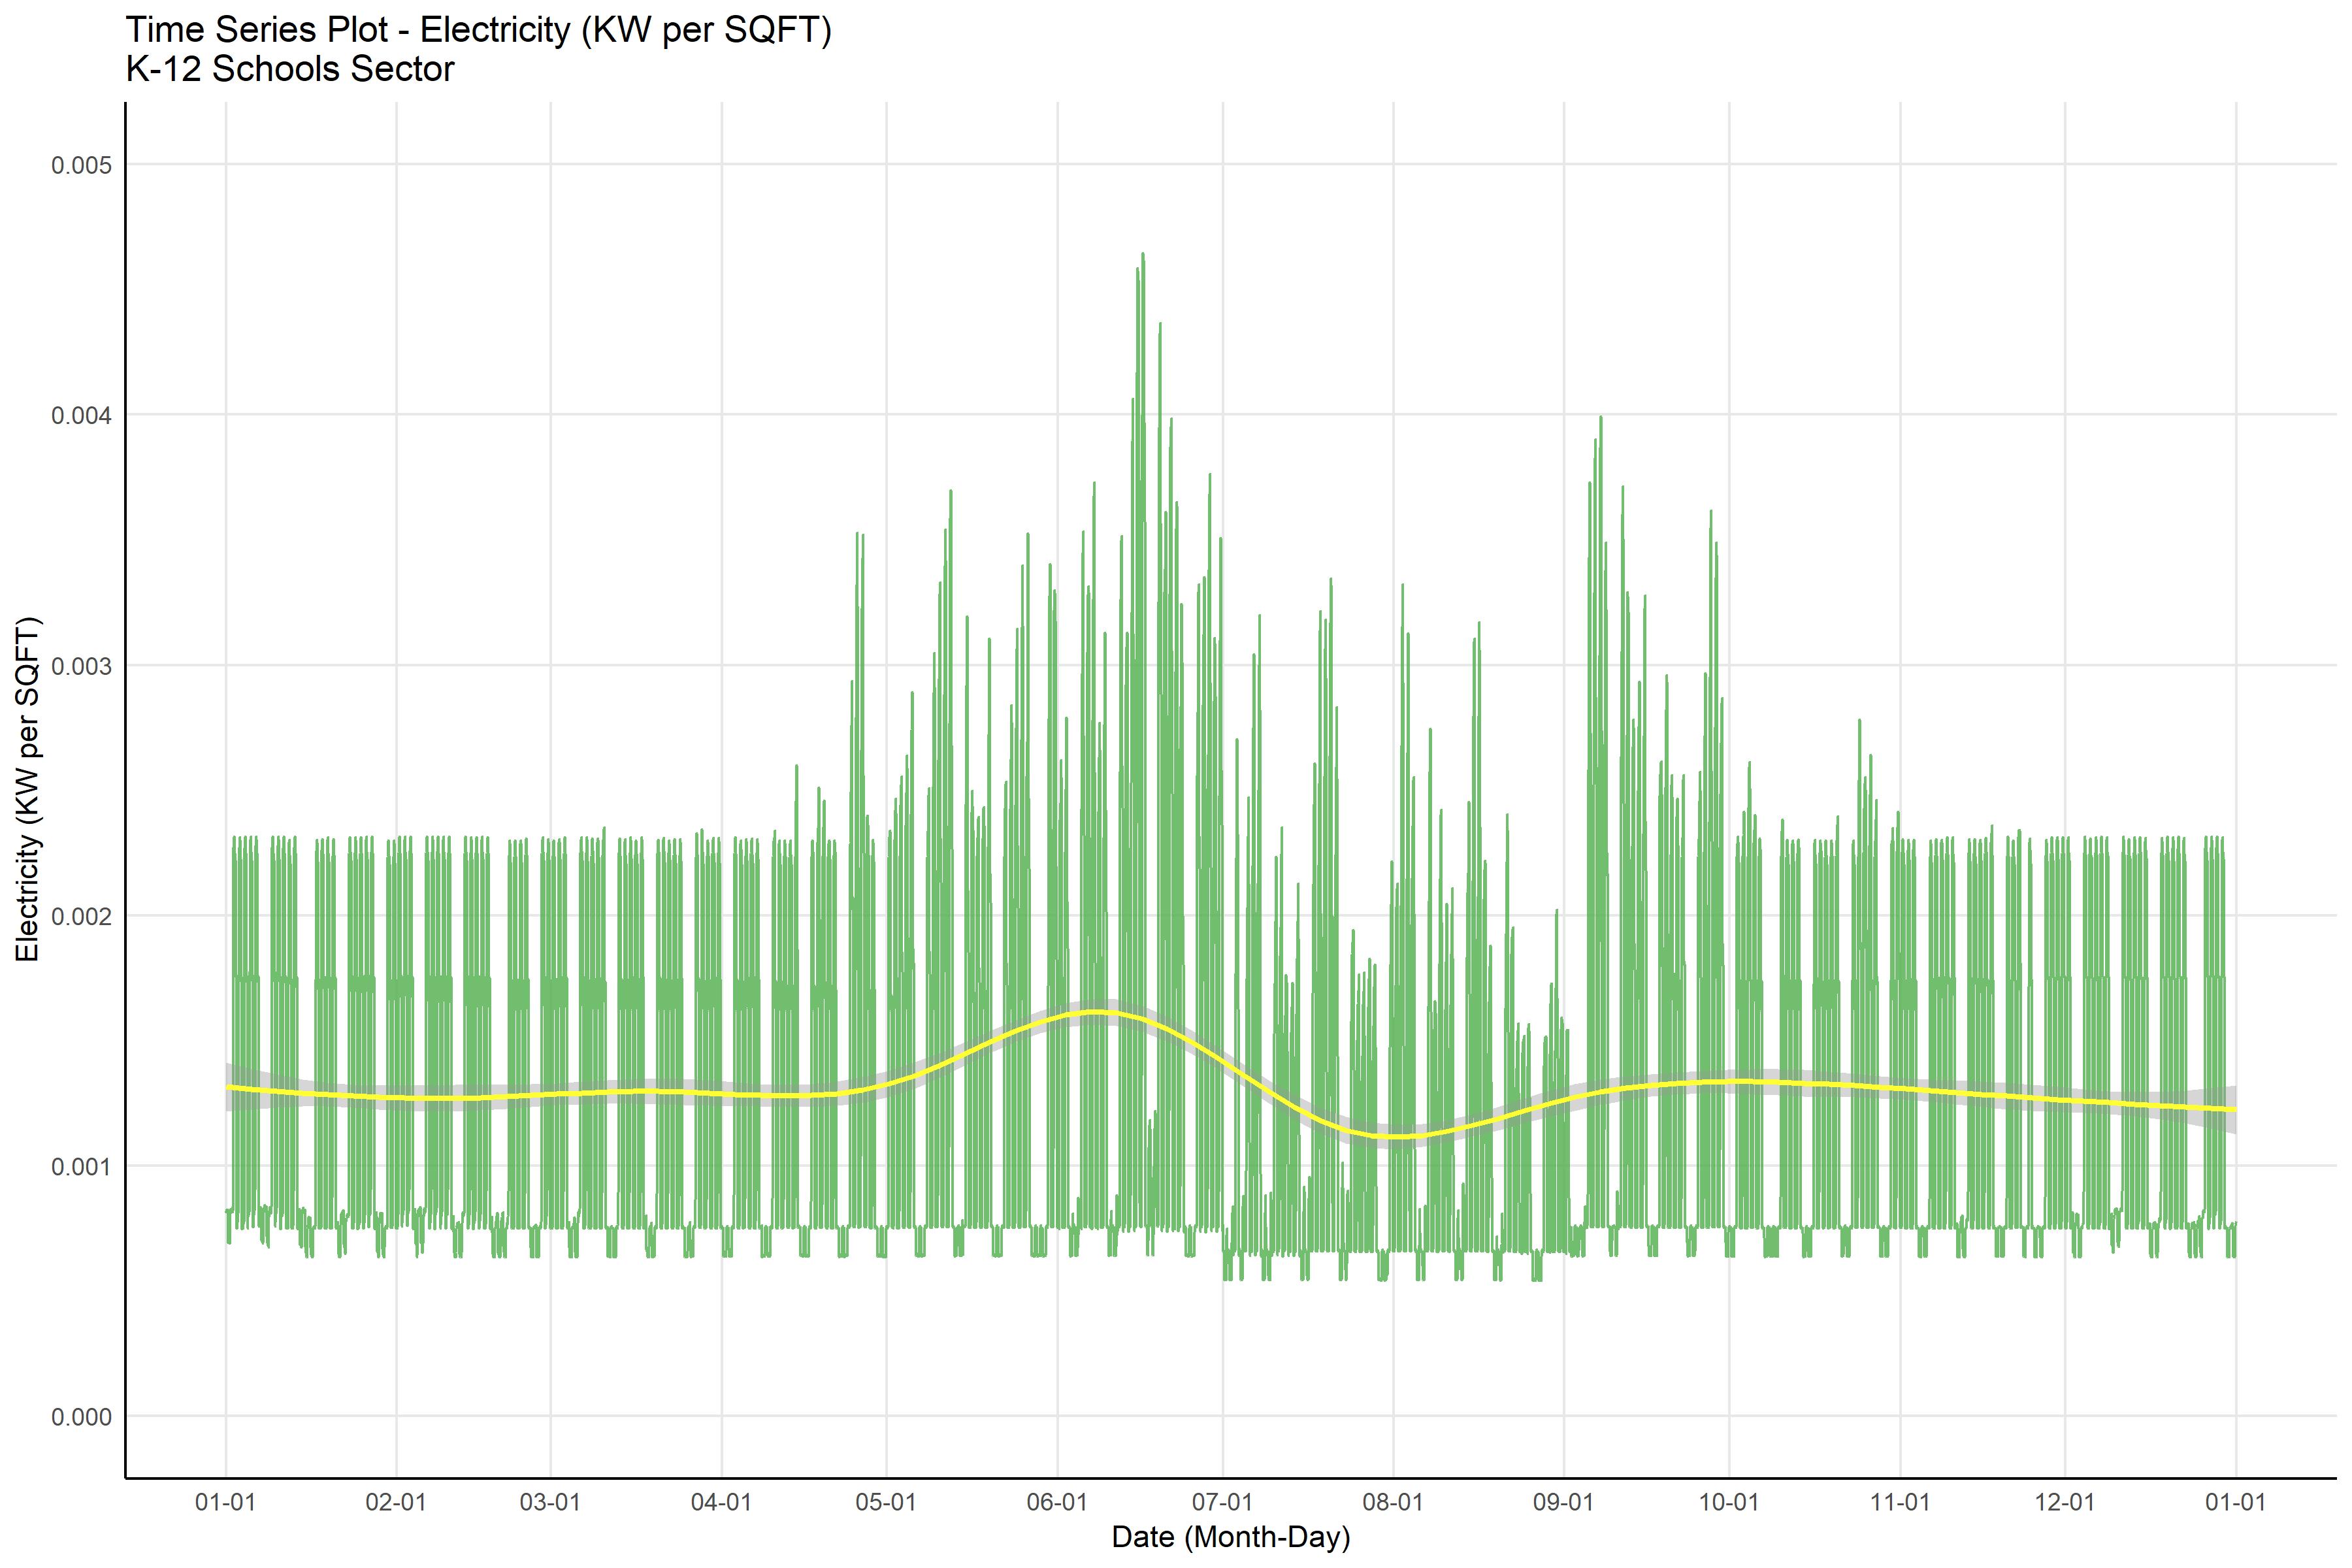 Time Series Plot - Electricity (KW per SQFT)
K-12 Schools Sector
Electricity (KW per SQFT)
0.005
0.004
0.003
0.002
0.001
0.000
01-01 02-01 03-01 04-01 05-01 06-01 07-01 08-01 09-01 10-01 11-01 12-01 01-01
Date (Month-Day)